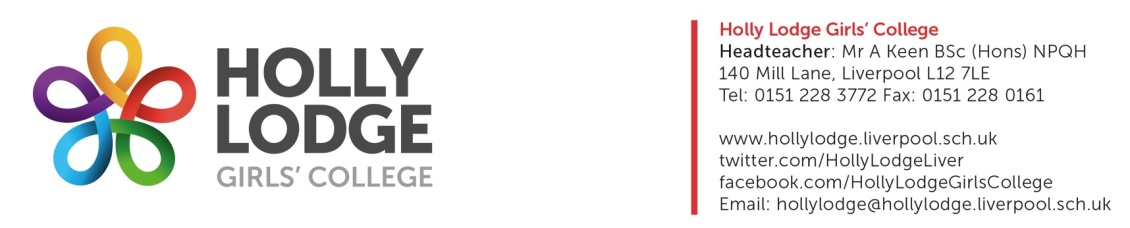 HOLLY
LODGE
GIRLS' COLLEGE
Holly Lodge Girls' College
Headteacher: Mr A Keen BSc (Hons) NPQH
140 Mill Lane, Liverpool L12 7LE
Tel: 0151 228 3772 Fax: 0151 228 0161
www.hollylodge.liverpool.sch.uk
twitter.com/HollyLodgeLiver
facebook.com/HollyLodgeGirlsCollege
Email: hollylodge@hollylodge.liverpool.sch.uk